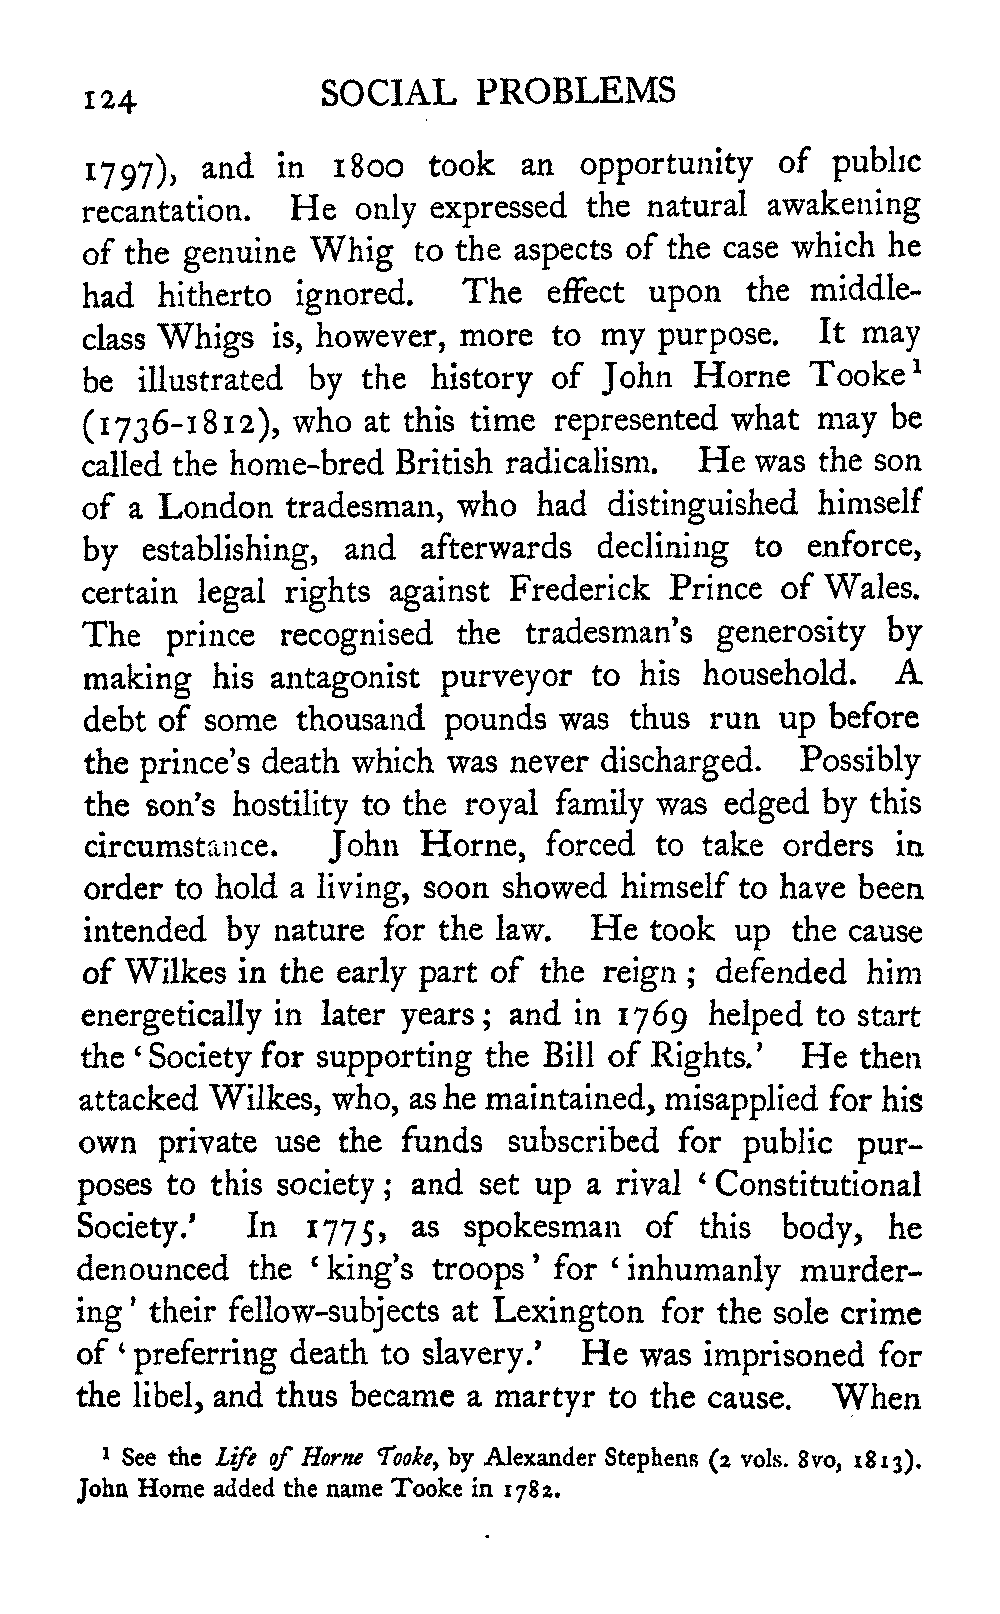 124 SOCIAL PROBLEMS
1797), and in 1800 took an opportunity of public
recantation. He only expressed the natural awakening
of the genuine Whig to the aspects of the case which he
had hitherto ignored. The effect upon the middle-
class Whigs is, however, more to my purpose. It may
be illustrated by the history of John Horne Tooke¹
(1736-1812), who at this time represented what may be
called the home-bred British radicalism. He was the son
of a London tradesman, who had distinguished himself
by establishing, and afterwards declining to enforce,
certain legal rights against Frederick Prince of Wales.
The prince recognised the tradesman's generosity by
making his antagonist purveyor to his household. A
debt of some thousand pounds was thus run up before
the prince's death which was never discharged. Possibly
the son's hostility to the royal family was edged by this
circumstance. John Horne, forced to take orders in
order to hold a living, soon showed himself to have been
intended by nature for the law. He took up the cause
of Wilkes in the early part of the reign ; defended him
energetically in later years ; and in 1769 helped to start
the ‘Society for supporting the Bill of Rights.’ He then
attacked Wilkes, who, as he maintained, misapplied for his
own private use the funds subscribed for public pur-
poses to this society ; and set up a rival ‘Constitutional
Society.’ In 1775, as spokesman of this body, he
denounced the ‘king's troops’ for ‘inhumanly murder-
ing’ their fellow-subjects at Lexington for the sole crime
of ‘preferring death to slavery.’ He was imprisoned for
the libel, and thus became a martyr to the cause. When
¹ See the Life of Horne Tooke, by Alexander Stephens (2 vols. 8vo, 1813).
John Horne added the name Tooke in 1782.